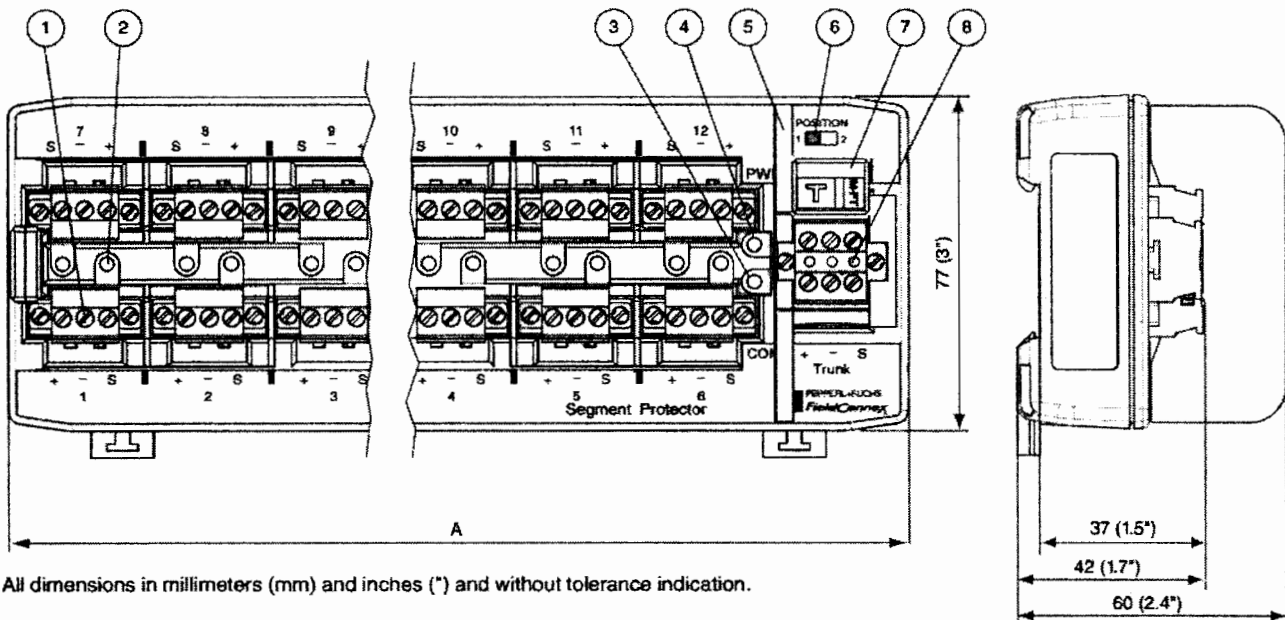 1 2 3 4 5 6 7 8
7 8 9 10 11 12
S − + S − + S − + S − + S − + S − +
POSITION
1 2
PW
T
COM
+ − S + − S + − S + − S + − S + − S
1 2 3 4 5 6
Segment Protector
+ − S
Trunk
PEPPERL+FUCHS
FieldConnex
77 (3")
A
37 (1.5")
42 (1.7")
60 (2.4")
All dimensions in millimeters (mm) and inches (") and without tolerance indication.